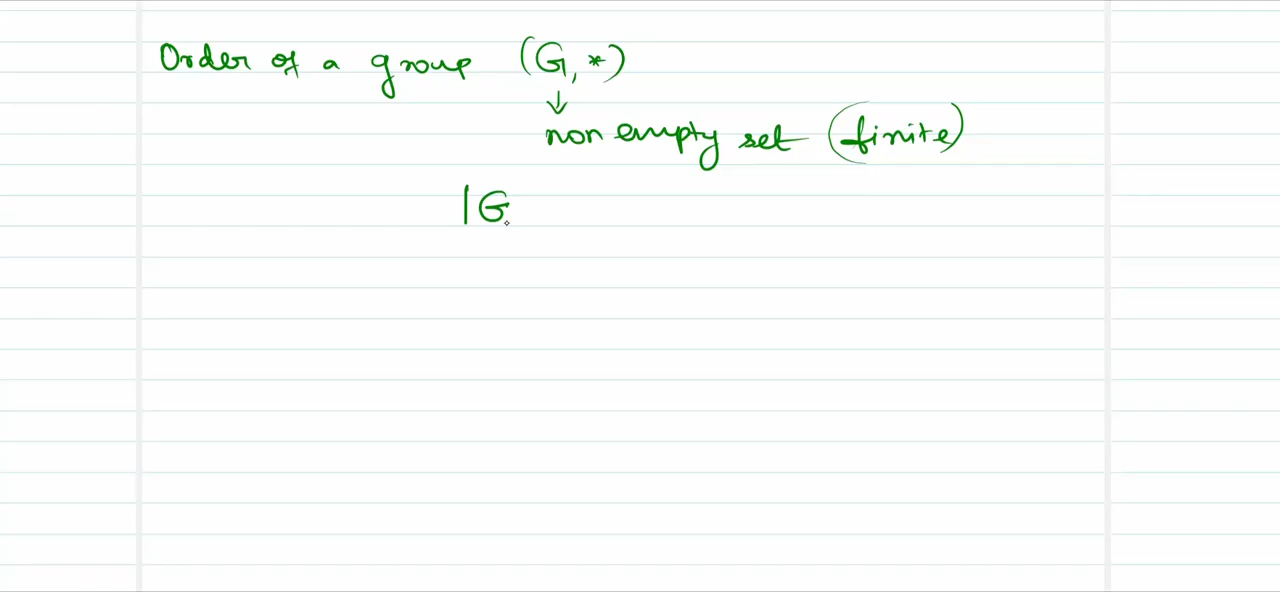 Order of a group (G, *)
↓
non empty set (finite)
|G